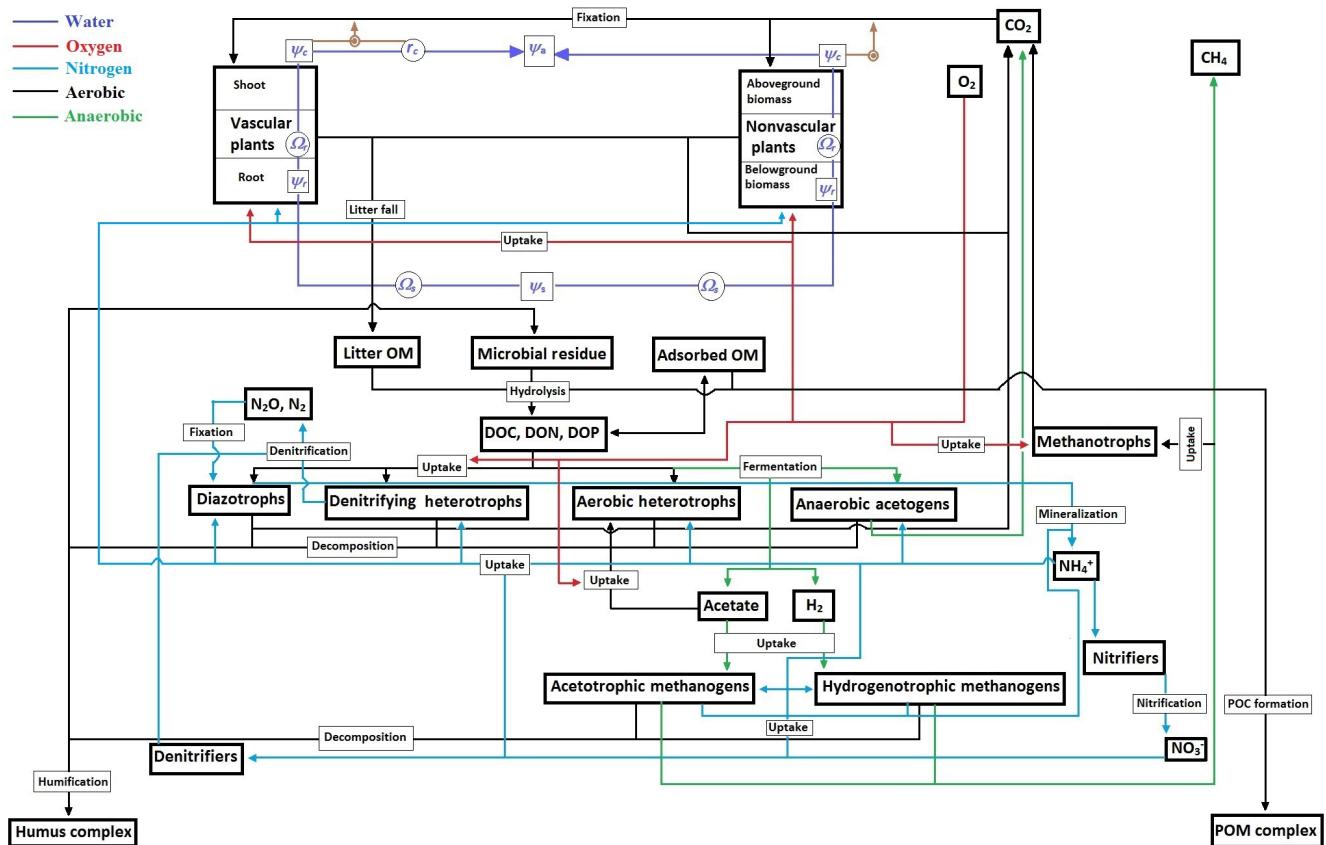 Water
Oxygen
Nitrogen
Aerobic
Anaerobic
Fixation
CO₂
CH₄
O₂
ψc
rc
ψa
ψc
Shoot
Vascular
plants
Ωr
Root
ψr
Aboveground
biomass
Nonvascular
plants
Ωr
Belowground
biomass
ψr
Litter fall
Uptake
Ωs
ψs
Ωs
Litter OM
Microbial residue
Adsorbed OM
Hydrolysis
N₂O, N₂
Fixation
Denitrification
DOC, DON, DOP
Uptake
Methanotrophs
Uptake
Uptake
Fermentation
Diazotrophs
Denitrifying heterotrophs
Aerobic heterotrophs
Anaerobic acetogens
Mineralization
Decomposition
Uptake
Uptake
NH₄⁺
Acetate
H₂
Uptake
Nitrifiers
Acetotrophic methanogens
Hydrogenotrophic methanogens
Nitrification
POC formation
Uptake
Decomposition
NO₃⁻
Denitrifiers
Humification
Humus complex
POM complex